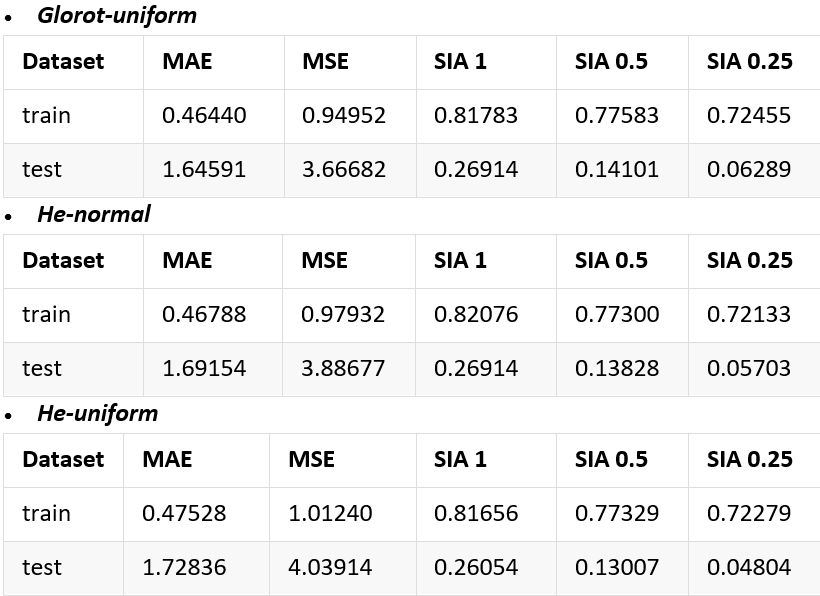 • Glorot-uniform
Dataset MAE MSE SIA 1 SIA 0.5 SIA 0.25
train 0.46440 0.94952 0.81783 0.77583 0.72455
test 1.64591 3.66682 0.26914 0.14101 0.06289
• He-normal
Dataset MAE MSE SIA 1 SIA 0.5 SIA 0.25
train 0.46788 0.97932 0.82076 0.77300 0.72133
test 1.69154 3.88677 0.26914 0.13828 0.05703
• He-uniform
Dataset MAE MSE SIA 1 SIA 0.5 SIA 0.25
train 0.47528 1.01240 0.81656 0.77329 0.72279
test 1.72836 4.03914 0.26054 0.13007 0.04804